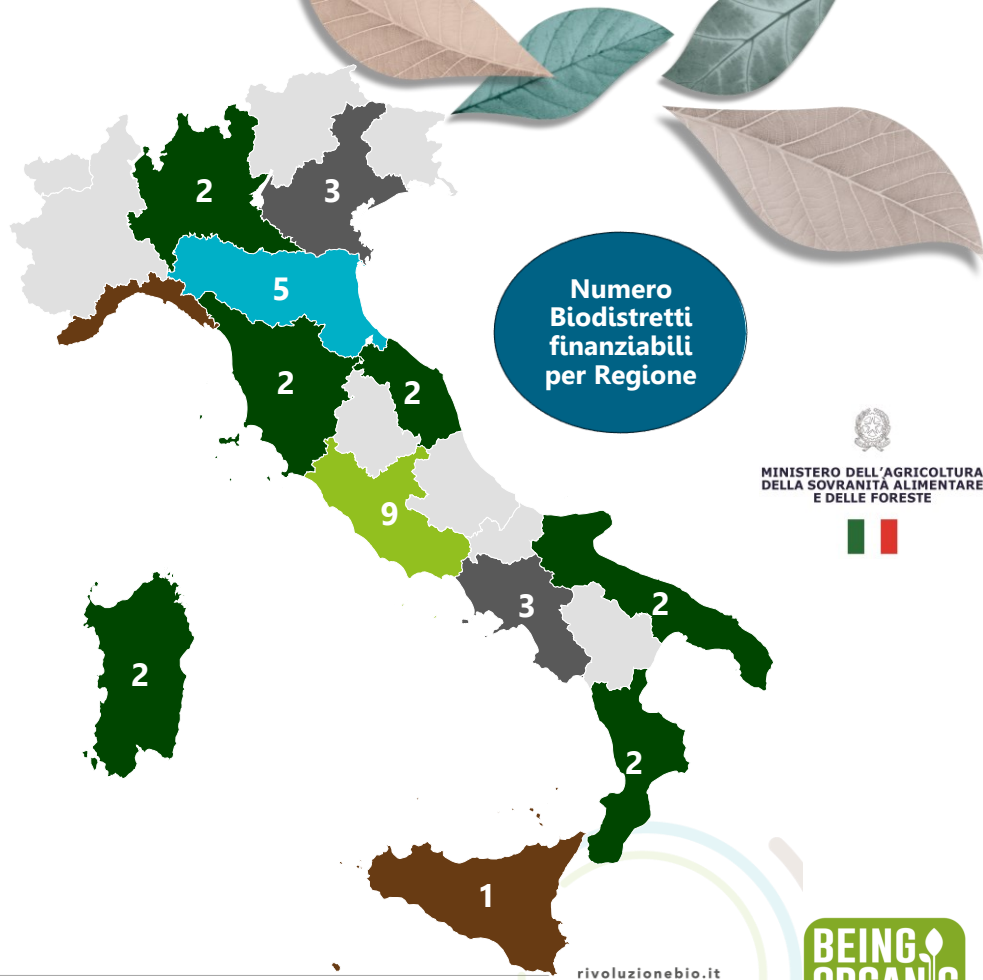 2
3
5
Numero
Biodistretti
finanziabili
per Regione
2
2
MINISTERO DELL'AGRICOLTURA
DELLA SOVRANITÀ ALIMENTARE
E DELLE FORESTE
9
3
2
2
2
1
rivoluzionebio.it
BEING
ORGANIC